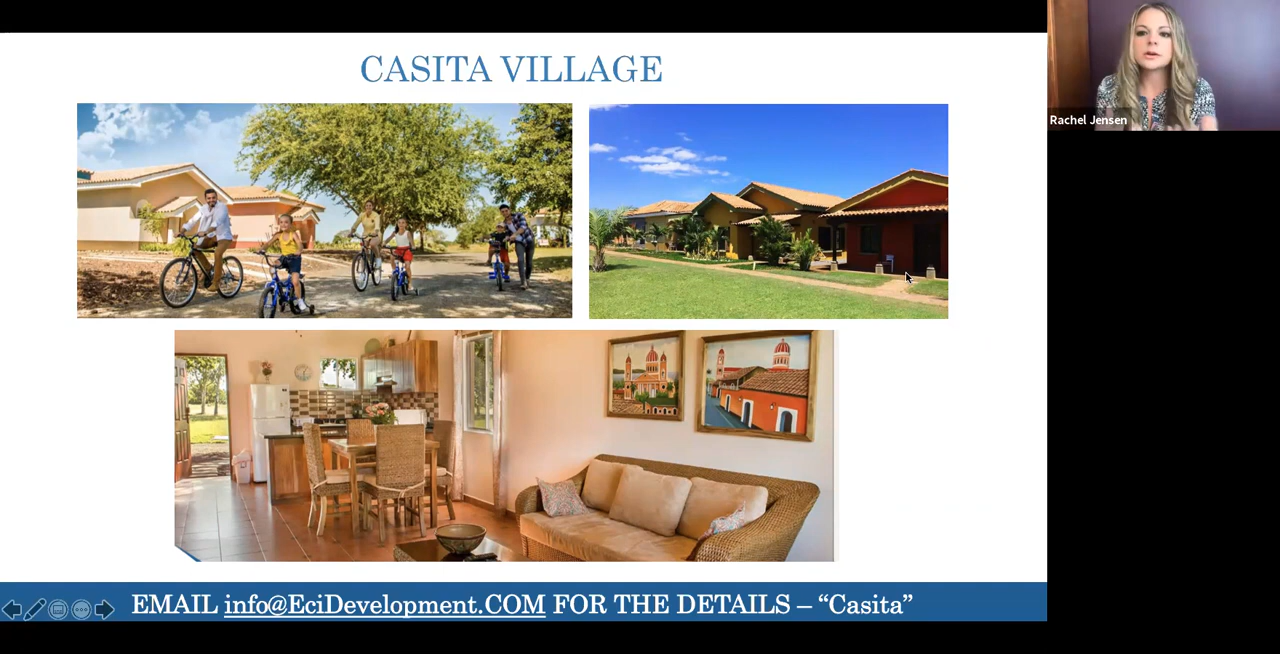 CASITA VILLAGE
Rachel Jensen
EMAIL info@EciDevelopment.COM FOR THE DETAILS – “Casita”